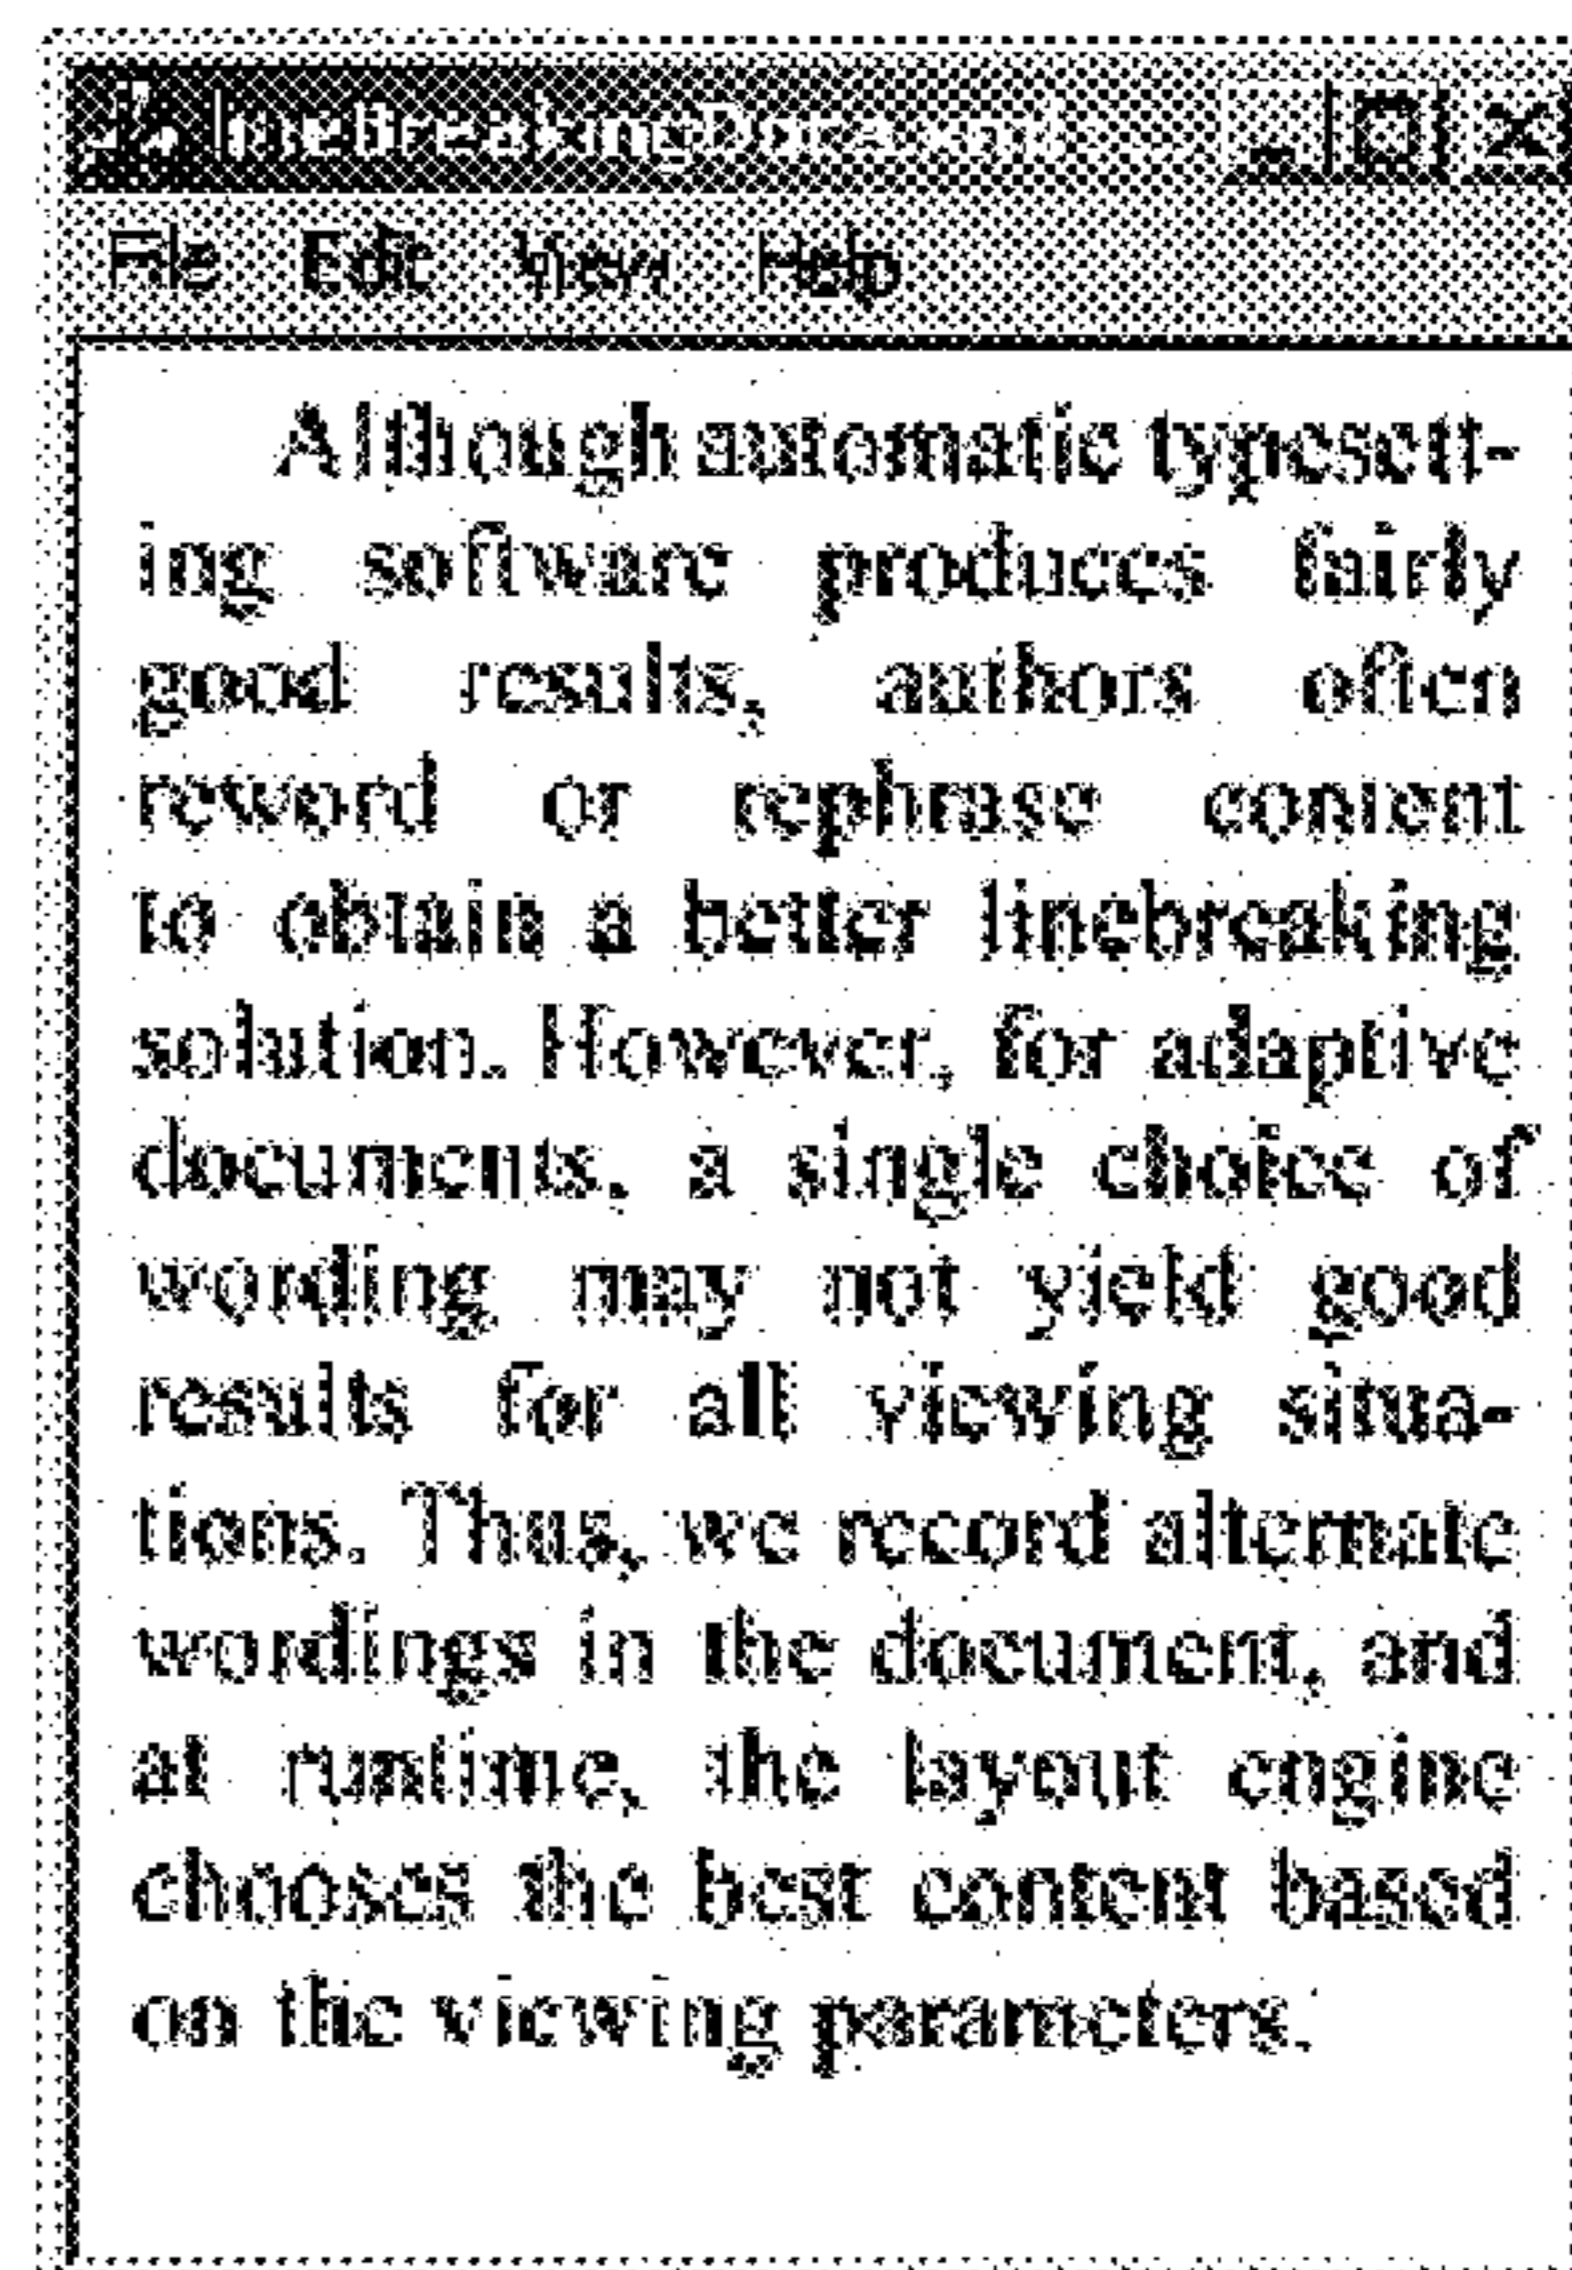 lineBreakingDora.xml
File Edit View Help
Although automatic typesett-
ing software produces fairly
good results, authors often
reword or rephrase content
to obtain a better linebreaking
solution. However, for adaptive
documents, a single choice of
wording may not yield good
results for all viewing situa-
tions. Thus, we record alternate
wordings in the document, and
at runtime, the layout engine
chooses the best content based
on the viewing parameters.